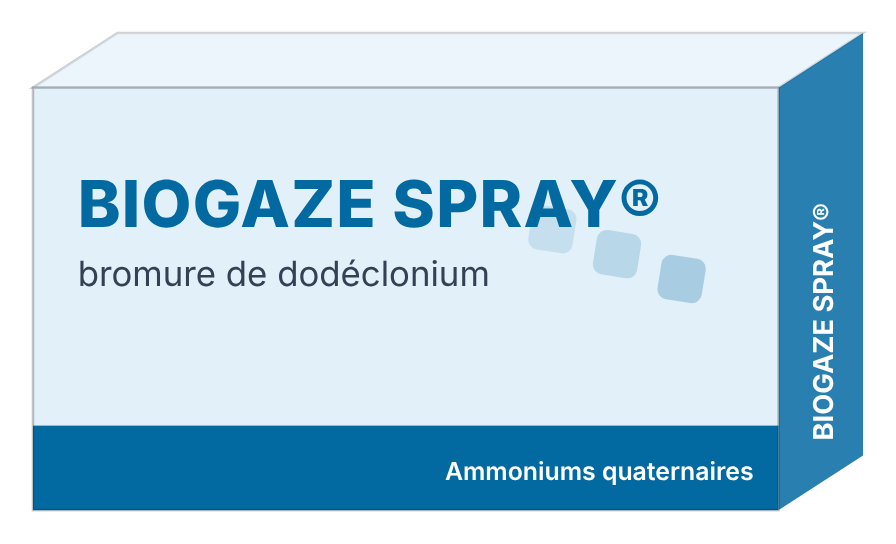 BIOGAZE SPRAY®
bromure de dodéclonium
Ammoniums quaternaires
BIOGAZE SPRAY®